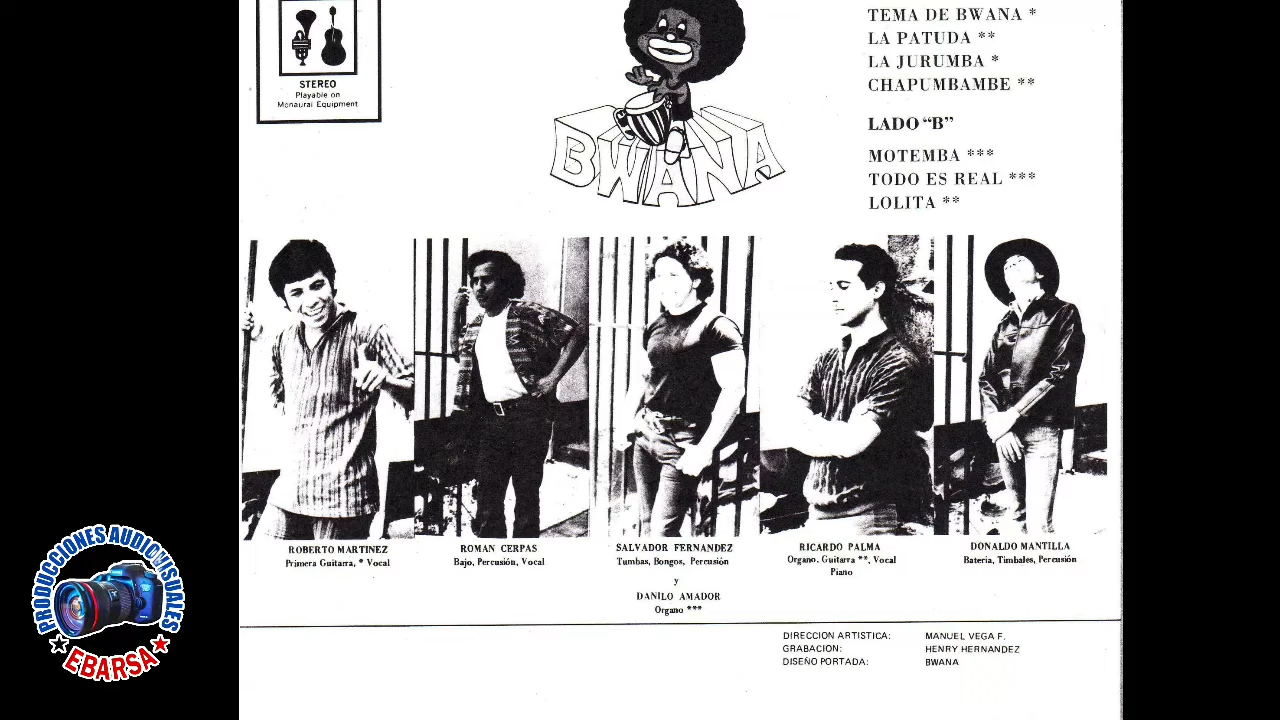 STEREO
Playable on
Monaural Equipment
BWANA
TEMA DE BWANA *
LA PATUDA **
LA JURUMBA *
CHAPUMBAMBE **
LADO "B"
MOTEMBA ***
TODO ES REAL ***
LOLITA **
ROBERTO MARTINEZ
Primera Guitarra, * Vocal
ROMAN CERPAS
Bajo, Percusión, Vocal
SALVADOR FERNANDEZ
Tumbas, Bongos, Percusión
y
DANILO AMADOR
Organo ***
RICARDO PALMA
Organo, Guitarra **, Vocal
Piano
DONALDO MANTILLA
Bateria, Timbales, Percusión
DIRECCION ARTISTICA: MANUEL VEGA F.
GRABACION: HENRY HERNANDEZ
DISEÑO PORTADA: BWANA
PRODUCCIONES AUDIOVISUALES
EBARSA